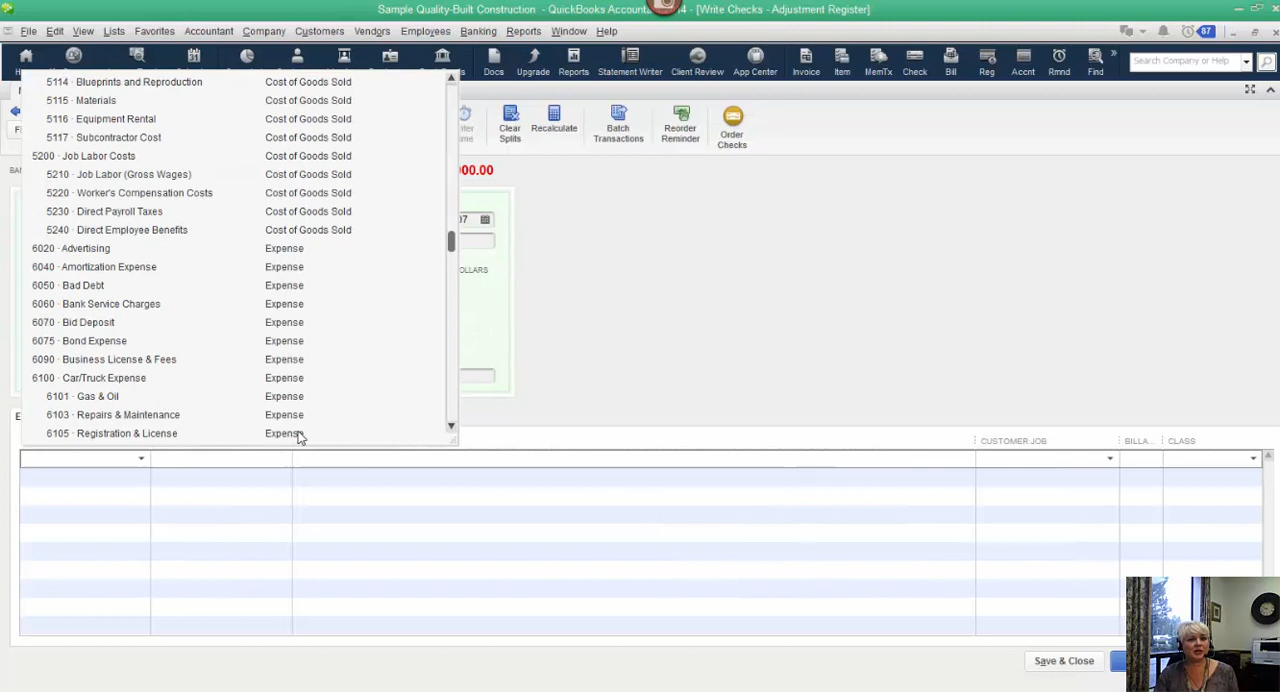 Sample Quality-Built Construction - QuickBooks Accounta 14 - [Write Checks - Adjustment Register]
File Edit View Lists Favorites Accountant Company Customers Vendors Employees Banking Reports Window Help
87
Docs Upgrade Reports Statement Writer Client Review App Center Invoice Item MemTx Check Bill Reg Accnt Rmnd Find
Search Company or Help
Clear Splits Recalculate Batch Transactions Reorder Reminder Order Checks
000.00
07
OLLARS
5114 · Blueprints and Reproduction Cost of Goods Sold
5115 · Materials Cost of Goods Sold
5116 · Equipment Rental Cost of Goods Sold
5117 · Subcontractor Cost Cost of Goods Sold
5200 · Job Labor Costs Cost of Goods Sold
5210 · Job Labor (Gross Wages) Cost of Goods Sold
5220 · Worker's Compensation Costs Cost of Goods Sold
5230 · Direct Payroll Taxes Cost of Goods Sold
5240 · Direct Employee Benefits Cost of Goods Sold
6020 · Advertising Expense
6040 · Amortization Expense Expense
6050 · Bad Debt Expense
6060 · Bank Service Charges Expense
6070 · Bid Deposit Expense
6075 · Bond Expense Expense
6090 · Business License & Fees Expense
6100 · Car/Truck Expense Expense
6101 · Gas & Oil Expense
6103 · Repairs & Maintenance Expense
6105 · Registration & License Expense
CUSTOMER:JOB BILLA... CLASS
Save & Close